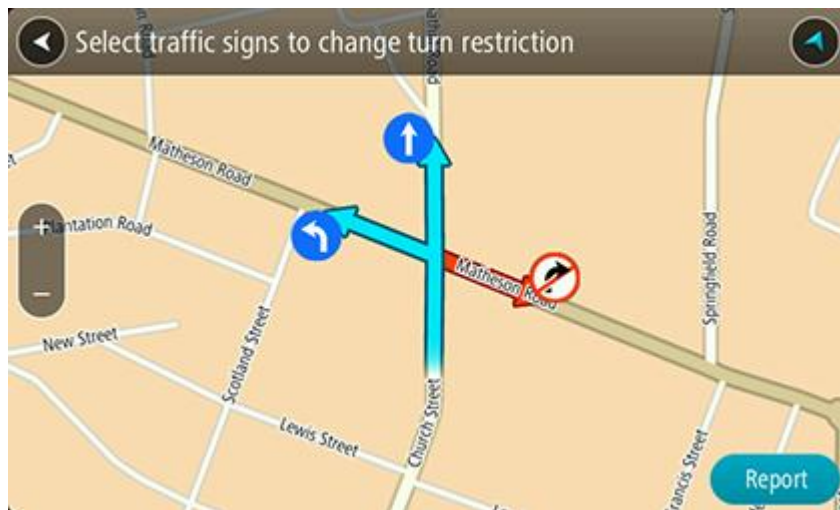 Select traffic signs to change turn restriction
Matheson Road
Plantation Road
Matheson Road
Springfield Road
New Street
Scotland Street
Lewis Street
Church Street
Francis Street
Report